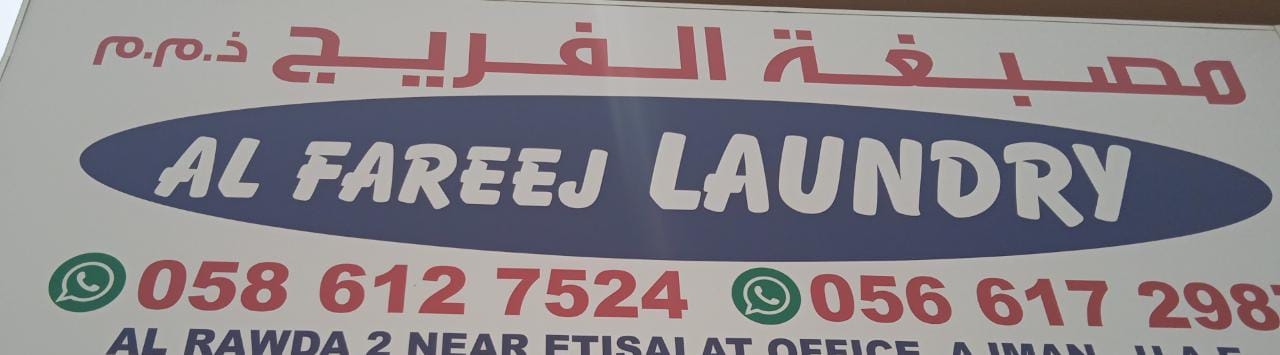 مصبغة الفريج ذ.م.م
AL FAREEJ LAUNDRY
058 612 7524 056 617 298
AL RAWDA 2 NEAR ETISALAT OFFICE, AJMAN, U.A.E